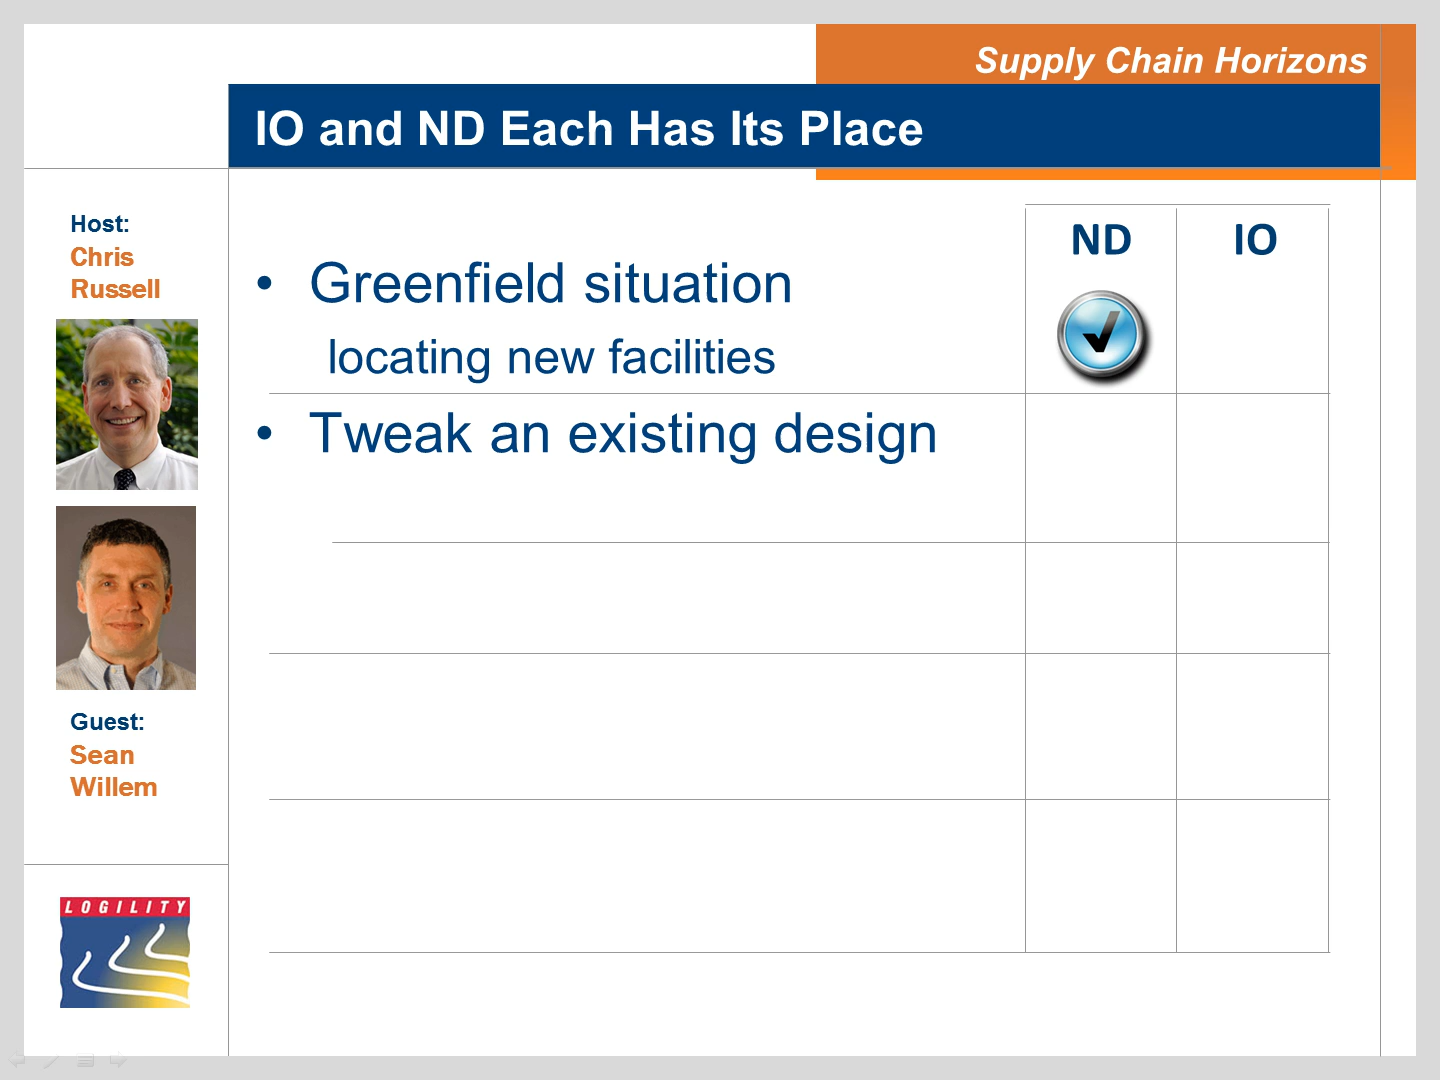 Supply Chain Horizons
IO and ND Each Has Its Place
Host:
Chris
Russell
Guest:
Sean
Willem
LOGILITY
ND IO
• Greenfield situation
locating new facilities
• Tweak an existing design